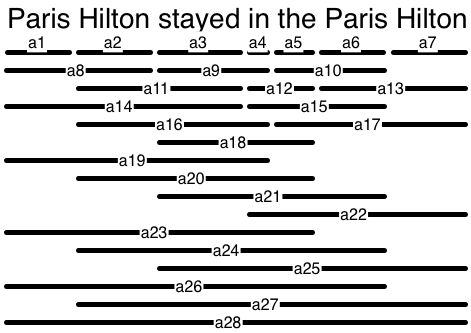 Paris Hilton stayed in the Paris Hilton
a1 a2 a3 a4 a5 a6 a7
a8 a9 a10
a11 a12 a13
a14 a15
a16 a17
a18
a19
a20
a21
a22
a23
a24
a25
a26
a27
a28